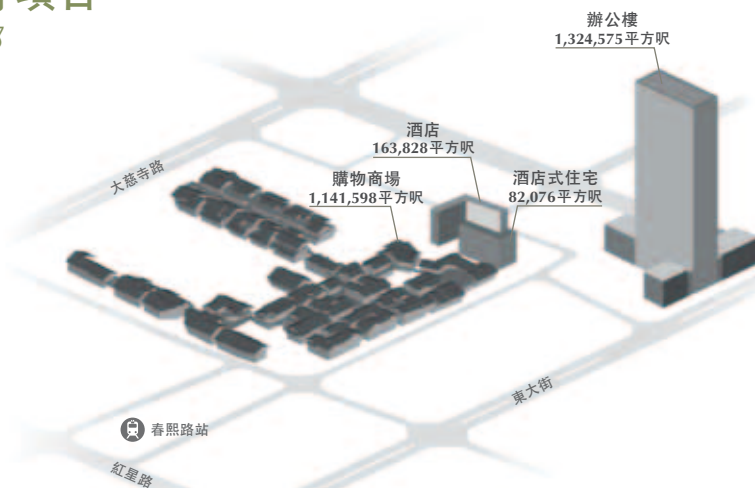 項目
辦公樓
1,324,575平方呎
酒店
163,828平方呎
購物商場
1,141,598平方呎
酒店式住宅
82,076平方呎
大慈寺路
東大街
春熙路站
紅星路